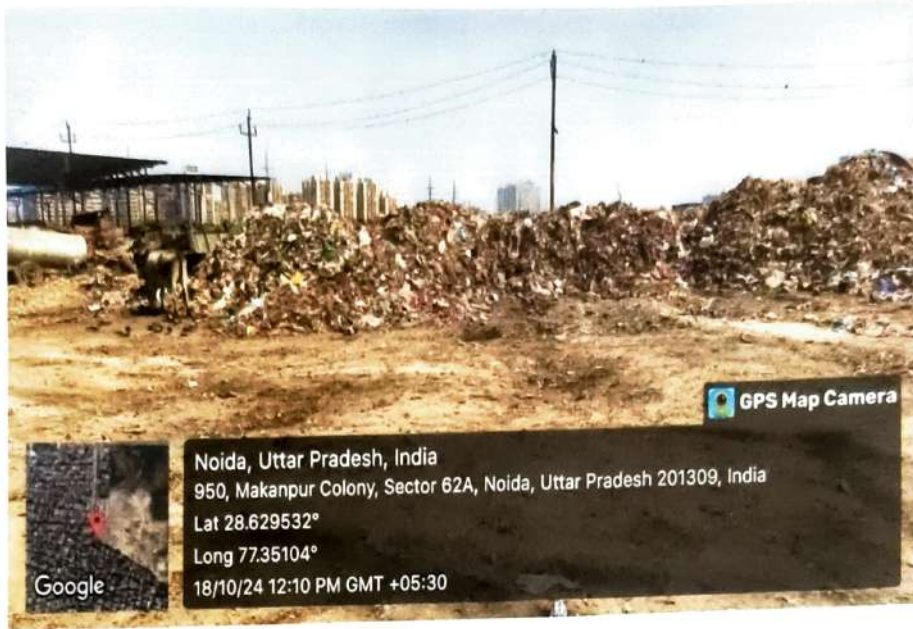 GPS Map Camera
Noida, Uttar Pradesh, India
950, Makanpur Colony, Sector 62A, Noida, Uttar Pradesh 201309, India
Lat 28.629532°
Long 77.35104°
18/10/24 12:10 PM GMT +05:30
Google